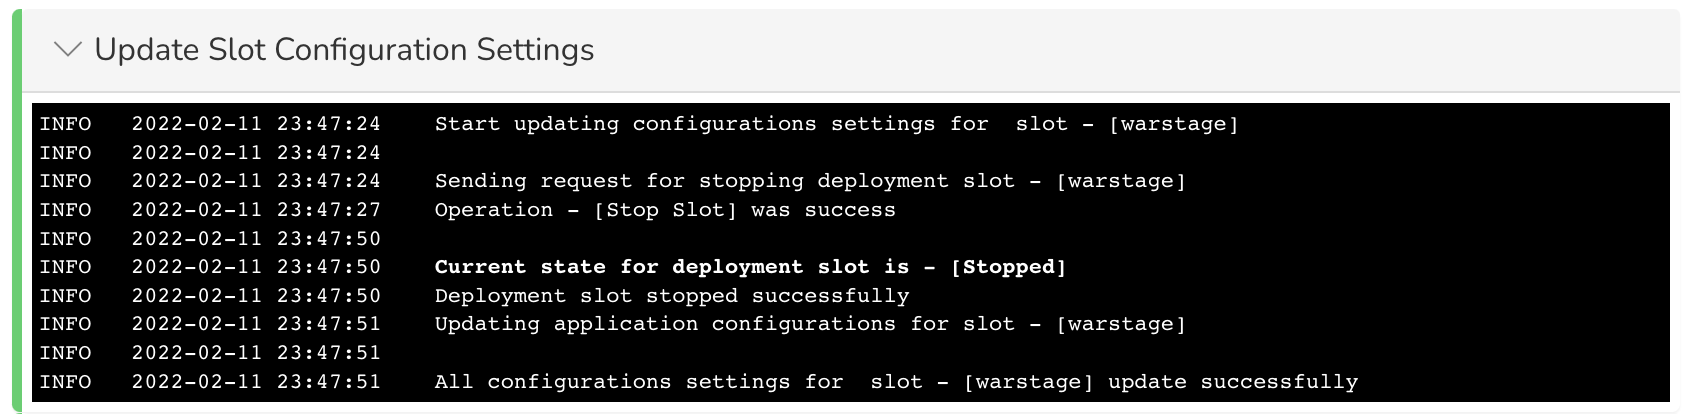 Update Slot Configuration Settings
INFO   2022-02-11 23:47:24    Start updating configurations settings for  slot - [warstage]
INFO   2022-02-11 23:47:24
INFO   2022-02-11 23:47:24    Sending request for stopping deployment slot - [warstage]
INFO   2022-02-11 23:47:27    Operation - [Stop Slot] was success
INFO   2022-02-11 23:47:50
INFO   2022-02-11 23:47:50    Current state for deployment slot is - [Stopped]
INFO   2022-02-11 23:47:50    Deployment slot stopped successfully
INFO   2022-02-11 23:47:51    Updating application configurations for slot - [warstage]
INFO   2022-02-11 23:47:51
INFO   2022-02-11 23:47:51    All configurations settings for  slot - [warstage] update successfully